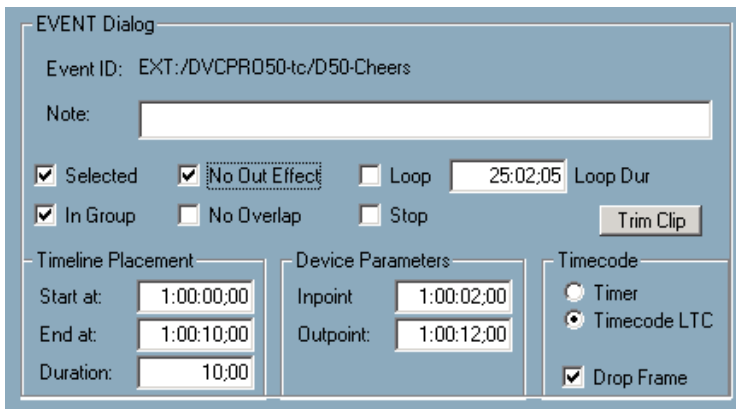 EVENT Dialog
Event ID: EXT:/DVCPRO50-tc/D50-Cheers
Note:
Selected No Out Effect Loop 25:02;05 Loop Dur
In Group No Overlap Stop Trim Clip
Timeline Placement Device Parameters Timecode
Start at: 1:00:00;00 Inpoint 1:00:02;00 Timer
End at: 1:00:10;00 Outpoint: 1:00:12;00 Timecode LTC
Duration: 10;00 Drop Frame